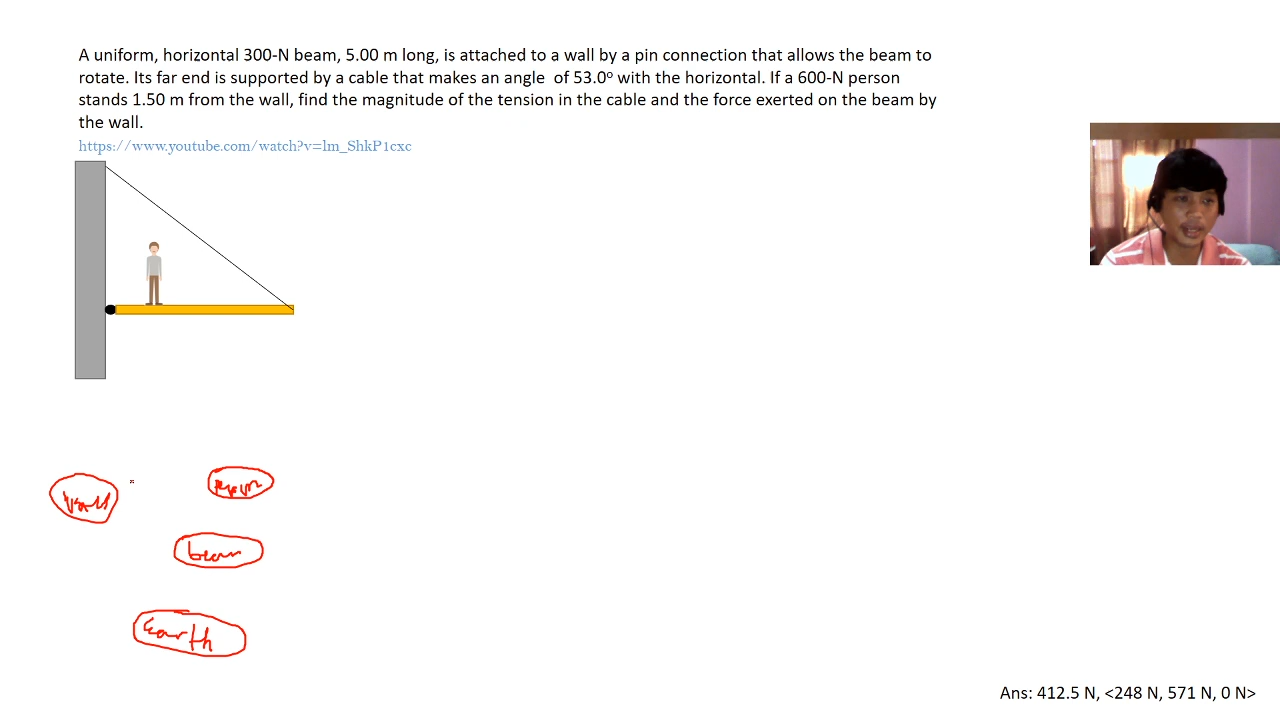 A uniform, horizontal 300-N beam, 5.00 m long, is attached to a wall by a pin connection that allows the beam to
rotate. Its far end is supported by a cable that makes an angle of 53.0º with the horizontal. If a 600-N person
stands 1.50 m from the wall, find the magnitude of the tension in the cable and the force exerted on the beam by
the wall.
https://www.youtube.com/watch?v=lm_ShkP1cxc
wall
beam
Earth
Ans: 412.5 N, <248 N, 571 N, 0 N>